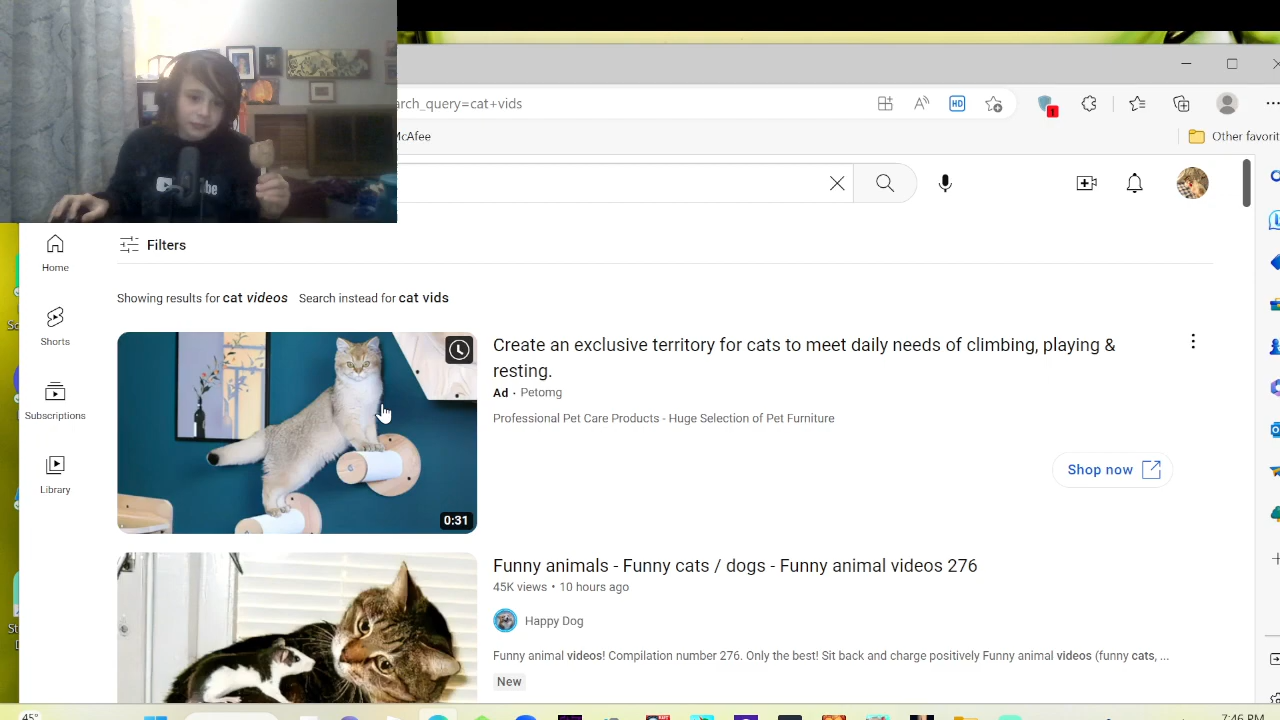 arch_query=cat+vids
HD
1
McAfee
Other favorit
be
Filters
Home
Showing results for cat videos Search instead for cat vids
Shorts
Create an exclusive territory for cats to meet daily needs of climbing, playing &
resting.
Ad · Petomg
Professional Pet Care Products - Huge Selection of Pet Furniture
Subscriptions
Shop now
Library
0:31
Funny animals - Funny cats / dogs - Funny animal videos 276
45K views • 10 hours ago
Happy Dog
Funny animal videos! Compilation number 276. Only the best! Sit back and charge positively Funny animal videos (funny cats, ...
New
45°
7:46 PM